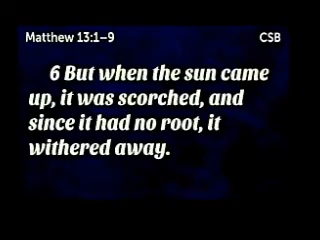 Matthew 13:1–9 CSB
6 But when the sun came
up, it was scorched, and
since it had no root, it
withered away.